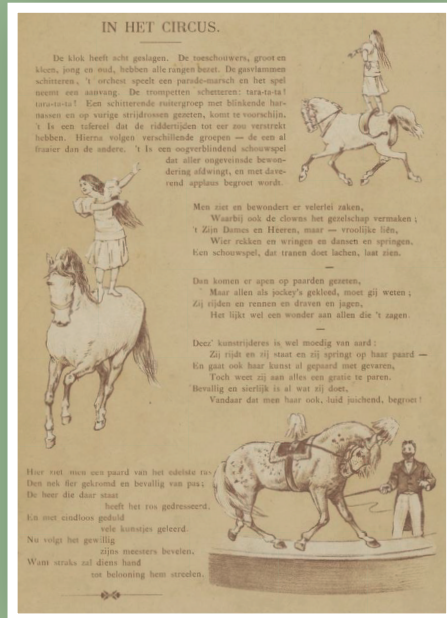 IN HET CIRCUS.
De klok heeft acht geslagen. De toeschouwers, groot en
kleen, jong en oud, hebben alle rangen bezet. De gasvlammen
schitteren, 't orchest speelt een parade-marsch en het spel
neemt een aanvang. De trompetten schetteren: tara-ta-ta!
tara-ta-ta! Een schitterende ruitergroep met blinkende har-
nassen en op vurige strijdrossen gezeten, komt te voorschijn.
't Is een tafereel dat de riddertijden tot eer zou verstrekt
hebben. Hierna volgen verschillende groepen — de een al
fraaier dan de andere. 't Is een oogverblindend schouwspel
dat aller ongeveinsde bewon-
dering afdwingt, en met dave-
rend applaus begroet wordt.
Men ziet en bewondert er velerlei zaken,
Waarbij ook de clowns het gezelschap vermaken;
't Zijn Dames en Heeren, maar — vroolijke liên,
Wier rekken en wringen en dansen en springen,
Een schouwspel, dat tranen doet lachen, laat zien.
Dan komen er apen op paarden gezeten,
Maar allen als jockey's gekleed, moet gij weten;
Zij rijden en rennen en draven en jagen,
Het lijkt wel een wonder aan allen die 't zagen.
Deez' kunstrijderes is wel moedig van aard:
Zij rijdt en zij staat en zij springt op haar paard —
En gaat ook haar kunst al gepaard met gevaren,
Toch weet zij aan alles een gratie te paren.
Bevallig en sierlijk is al wat zij doet,
Vandaar dat men haar ook, luid juichend, begroet!
Hier ziet men een paard van het edelste ras
Den nek fier gekromd en bevallig van pas;
De heer die daar staat
heeft het ros gedresseerd,
En met eindloos geduld
vele kunstjes geleerd.
Nu volgt het gewillig
zijns meesters bevelen,
Want straks zal diens hand
tot belooning hem streelen.